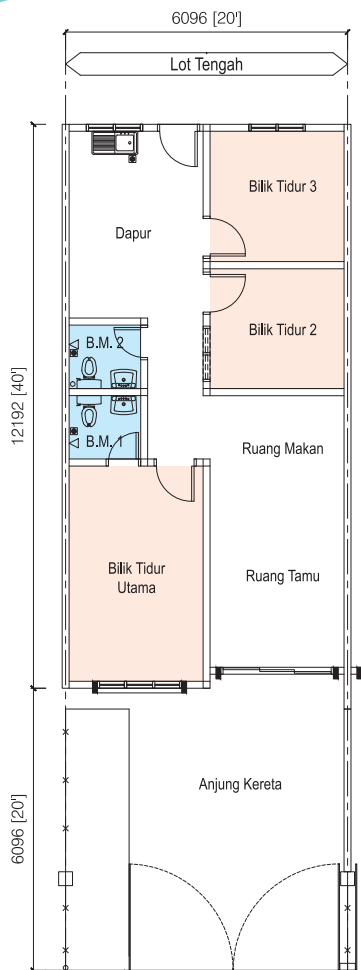 6096 [20']
Lot Tengah
Bilik Tidur 3
Dapur
Bilik Tidur 2
B.M. 2
12192 [40']
B.M. 1
Ruang Makan
Bilik Tidur
Utama
Ruang Tamu
Anjung Kereta
6096 [20']